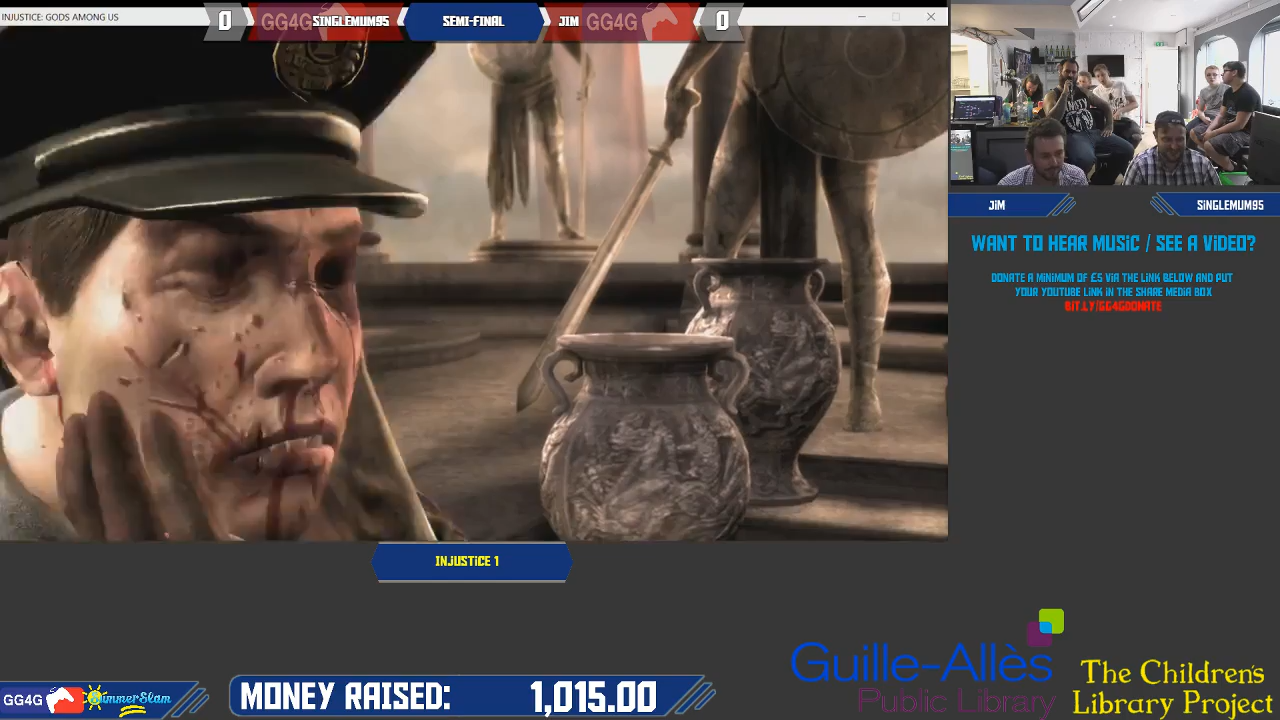 INJUSTICE: GODS AMONG US
0
GG4G
SINGLEMUM95
SEMI-FINAL
JIM
GG4G
0
JIM
SINGLEMUM95
WANT TO HEAR MUSIC / SEE A VIDEO?
DONATE A MINIMUM OF £5 VIA THE LINK BELOW AND PUT
YOUR YOUTUBE LINK IN THE SHARE MEDIA BOX
BIT.LY/GG4GDONATE
INJUSTICE 1
GG4G
SummerSlam
MONEY RAISED:
1,015.00
Guille-Allès
Public Library
The Children's
Library Project